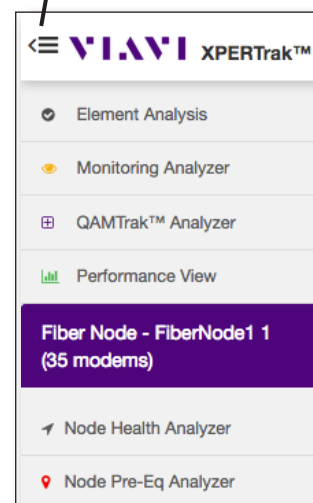 VIAVI XPERTrak™
Element Analysis
Monitoring Analyzer
QAMTrak™ Analyzer
Performance View
Fiber Node - FiberNode1 1
(35 modems)
Node Health Analyzer
Node Pre-Eq Analyzer